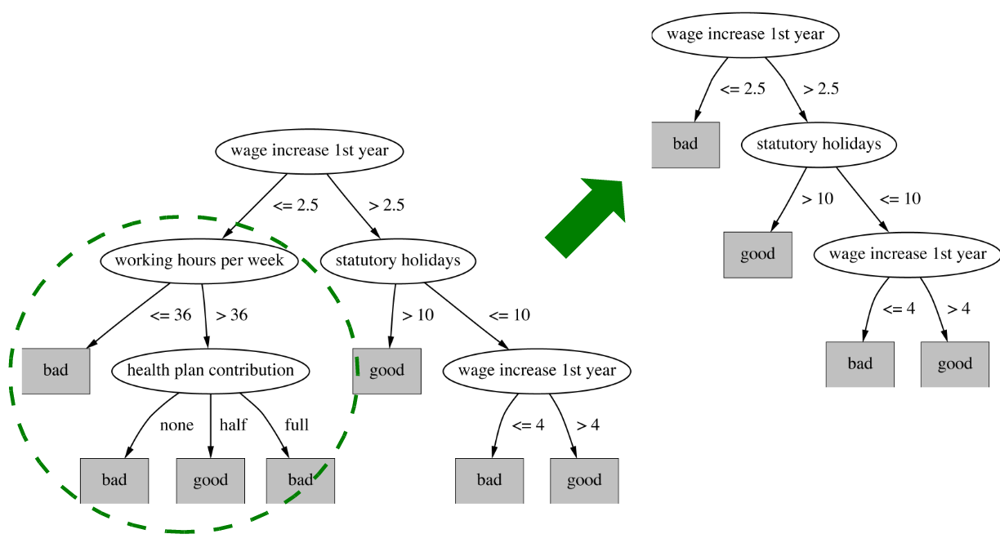 wage increase 1st year
<= 2.5
> 2.5
working hours per week
statutory holidays
<= 36
> 36
> 10
<= 10
bad
health plan contribution
good
wage increase 1st year
none
half
full
<= 4
> 4
bad
good
bad
bad
good
wage increase 1st year
<= 2.5
> 2.5
bad
statutory holidays
> 10
<= 10
good
wage increase 1st year
<= 4
> 4
bad
good